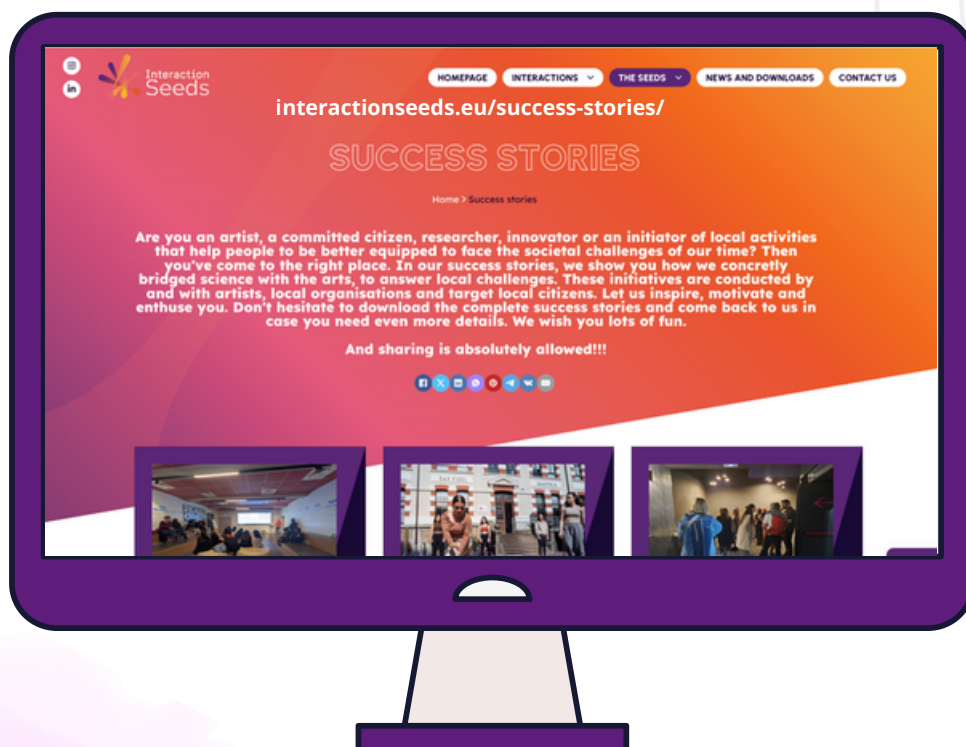 Interaction
Seeds
in
HOMEPAGE
INTERACTIONS
THE SEEDS
NEWS AND DOWNLOADS
CONTACT US
interactionseeds.eu/success-stories/
SUCCESS STORIES
Home > Success stories
Are you an artist, a committed citizen, researcher, innovator or an initiator of local activities
that help people to be better equipped to face the societal challenges of our time? Then
you've come to the right place. In our success stories, we show you how we concretly
bridged science with the arts, to answer local challenges. These initiatives are conducted by
and with artists, local organisations and target local citizens. Let us inspire, motivate and
enthuse you. Don't hesitate to download the complete success stories and come back to us in
case you need even more details. We wish you lots of fun.
And sharing is absolutely allowed!!!